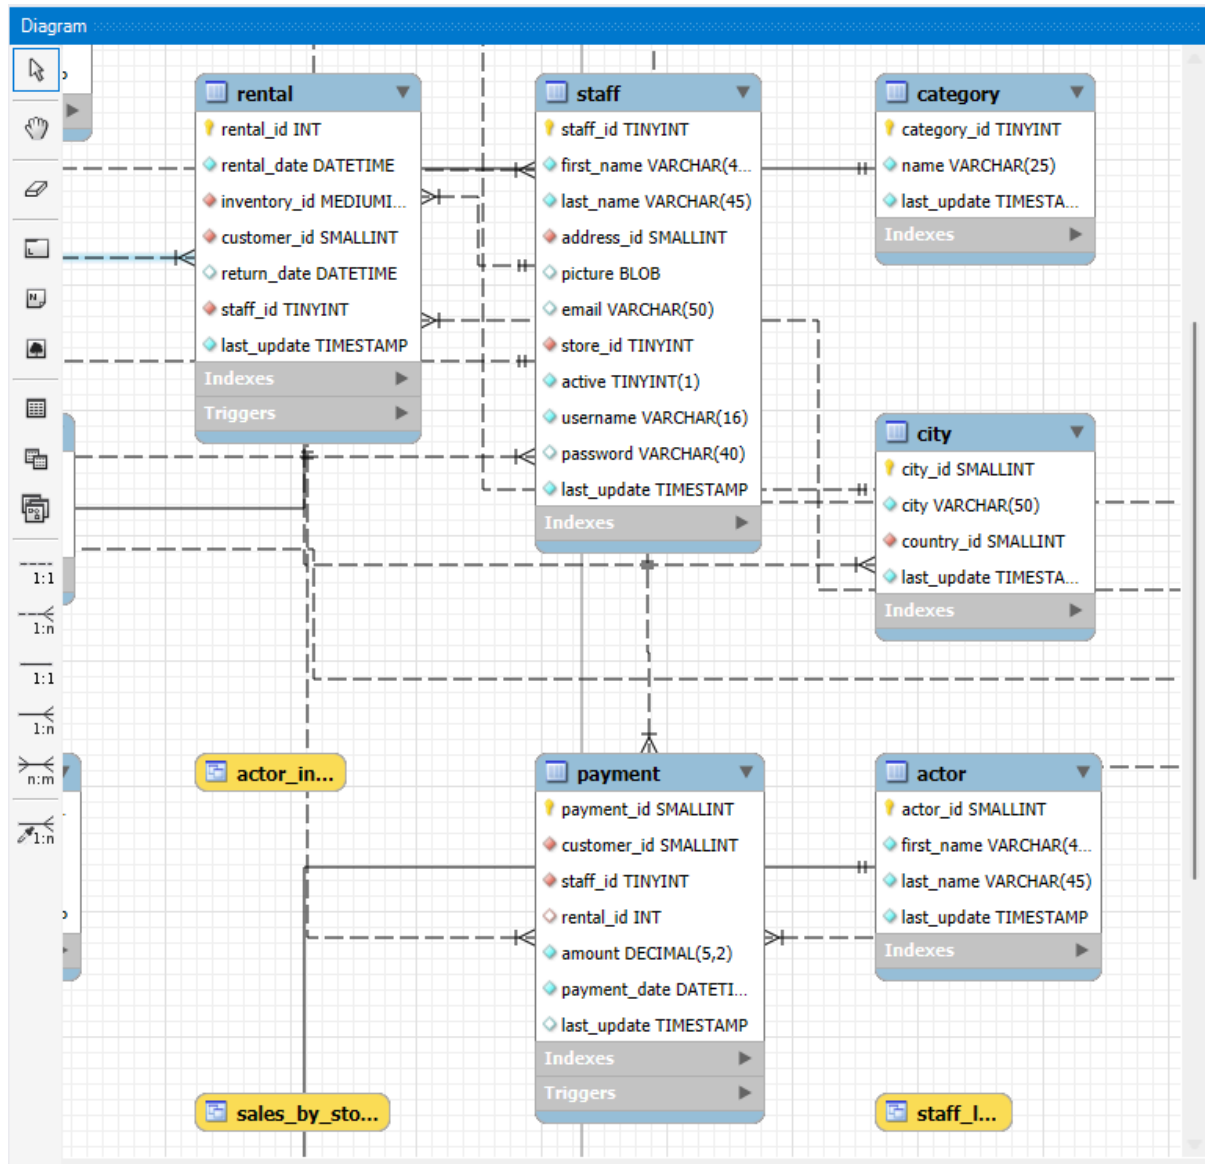 Diagram
rental
rental_id INT
rental_date DATETIME
inventory_id MEDIUMI...
customer_id SMALLINT
return_date DATETIME
staff_id TINYINT
last_update TIMESTAMP
Indexes
Triggers
staff
staff_id TINYINT
first_name VARCHAR(4...
last_name VARCHAR(45)
address_id SMALLINT
picture BLOB
email VARCHAR(50)
store_id TINYINT
active TINYINT(1)
username VARCHAR(16)
password VARCHAR(40)
last_update TIMESTAMP
Indexes
category
category_id TINYINT
name VARCHAR(25)
last_update TIMESTA...
Indexes
city
city_id SMALLINT
city VARCHAR(50)
country_id SMALLINT
last_update TIMESTA...
Indexes
1:1
1:n
1:1
1:n
n:m
1:n
actor_in...
payment
payment_id SMALLINT
customer_id SMALLINT
staff_id TINYINT
rental_id INT
amount DECIMAL(5,2)
payment_date DATETI...
last_update TIMESTAMP
Indexes
Triggers
actor
actor_id SMALLINT
first_name VARCHAR(4...
last_name VARCHAR(45)
last_update TIMESTAMP
Indexes
sales_by_sto...
staff_l...